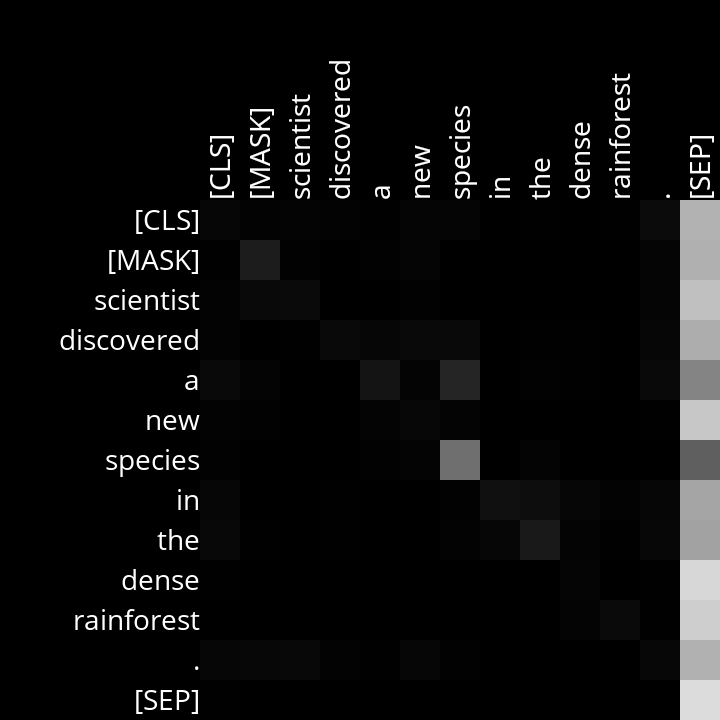 [CLS] [MASK] scientist discovered a new species in the dense rainforest . [SEP]
[CLS]
[MASK]
scientist
discovered
a
new
species
in
the
dense
rainforest
.
[SEP]